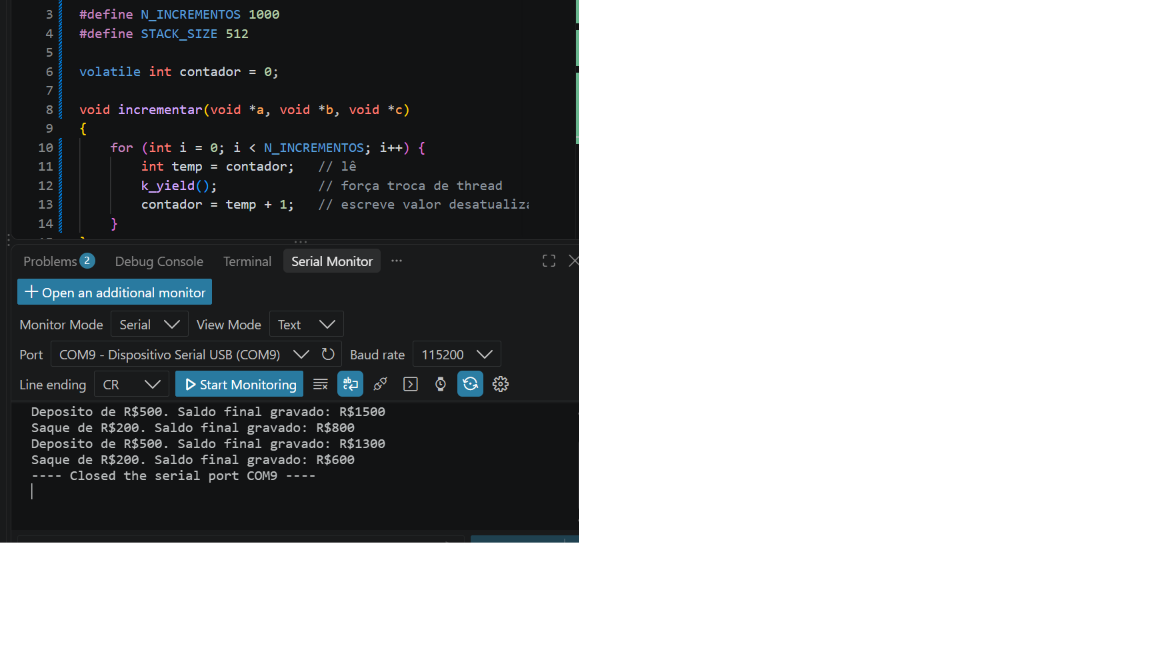 3 #define N_INCREMENTOS 1000
4 #define STACK_SIZE 512
5
6 volatile int contador = 0;
7
8 void incrementar(void *a, void *b, void *c)
9 {
10 for (int i = 0; i < N_INCREMENTOS; i++) {
11 int temp = contador; // lê
12 k_yield(); // força troca de thread
13 contador = temp + 1; // escreve valor desatualiz
14 }
Problems 2 Debug Console Terminal Serial Monitor ...
+ Open an additional monitor
Monitor Mode Serial View Mode Text
Port COM9 - Dispositivo Serial USB (COM9) Baud rate 115200
Line ending CR Start Monitoring
Deposito de R$500. Saldo final gravado: R$1500
Saque de R$200. Saldo final gravado: R$800
Deposito de R$500. Saldo final gravado: R$1300
Saque de R$200. Saldo final gravado: R$600
---- Closed the serial port COM9 ----